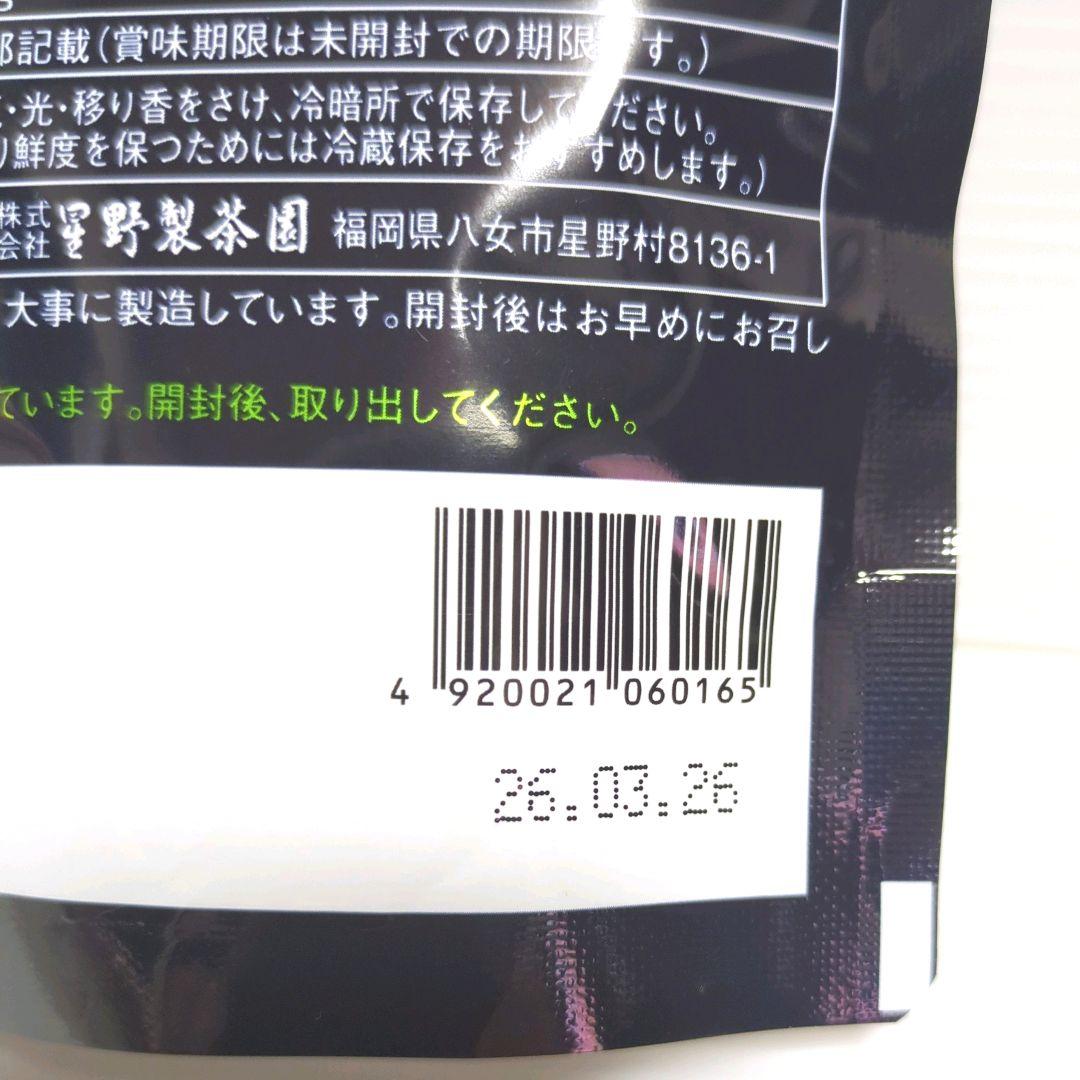 部記載(賞味期限は未開封での期限です。)
・光・移り香をさけ、冷暗所で保存してください。
り鮮度を保つためには冷蔵保存をおすすめします。)
株式会社 星野製茶園 福岡県八女市星野村8136-1
大事に製造しています。開封後はお早めにお召し
ています。開封後、取り出してください。
4 920021 060165
26.03.26